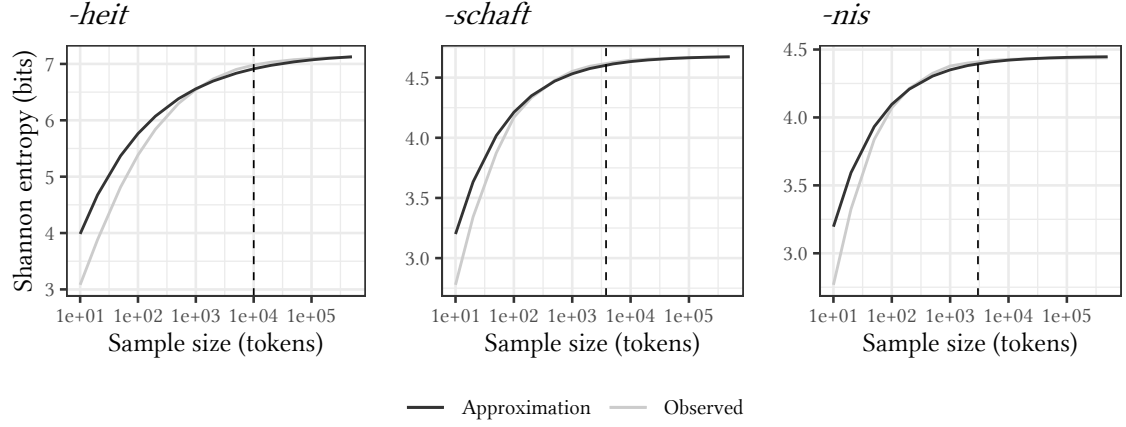 -heit
-schaft
-nis
Shannon entropy (bits)
7
6
5
4
3
1e+01 1e+02 1e+03 1e+04 1e+05
Sample size (tokens)
4.5
4.0
3.5
3.0
1e+01 1e+02 1e+03 1e+04 1e+05
Sample size (tokens)
4.5
4.0
3.5
3.0
1e+01 1e+02 1e+03 1e+04 1e+05
Sample size (tokens)
Approximation Observed